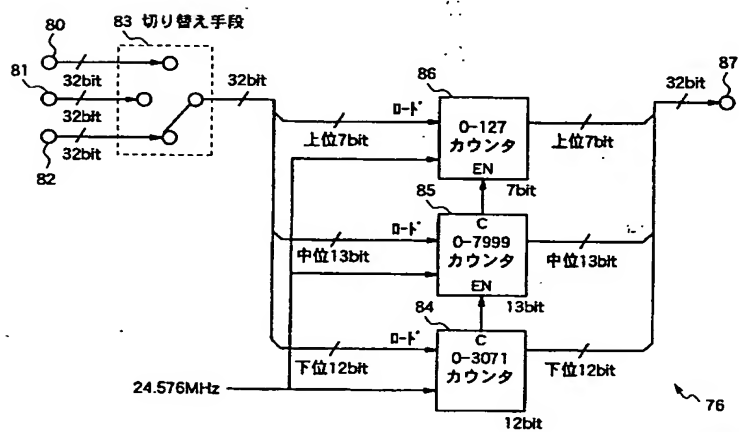 80
83 切り替え手段
81
32bit
32bit
82
32bit
32bit
86
ロード
上位7bit
0-127
カウンタ
EN
7bit
上位7bit
32bit
87
85
ロード
中位13bit
C
0-7999
カウンタ
EN
13bit
中位13bit
84
ロード
下位12bit
C
0-3071
カウンタ
12bit
下位12bit
24.576MHz
76